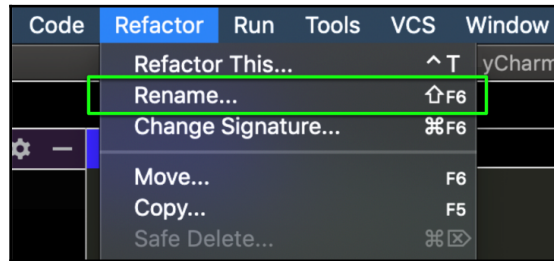 Code Refactor Run Tools VCS Window
Refactor This... ^T yCharm
Rename... ⇧F6
Change Signature... ⌘F6
Move... F6
Copy... F5
Safe Delete... ⌘⌦